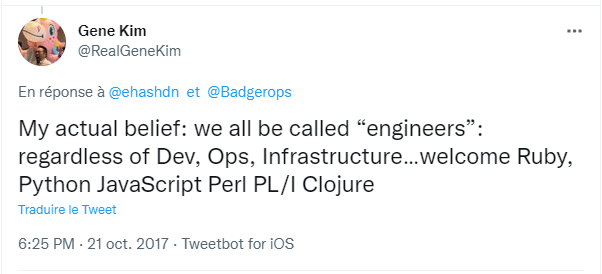 Gene Kim
@RealGeneKim
En réponse à @ehashdn et @Badgerops
My actual belief: we all be called “engineers”:
regardless of Dev, Ops, Infrastructure...welcome Ruby,
Python JavaScript Perl PL/I Clojure
Traduire le Tweet
6:25 PM · 21 oct. 2017 · Tweetbot for iOS